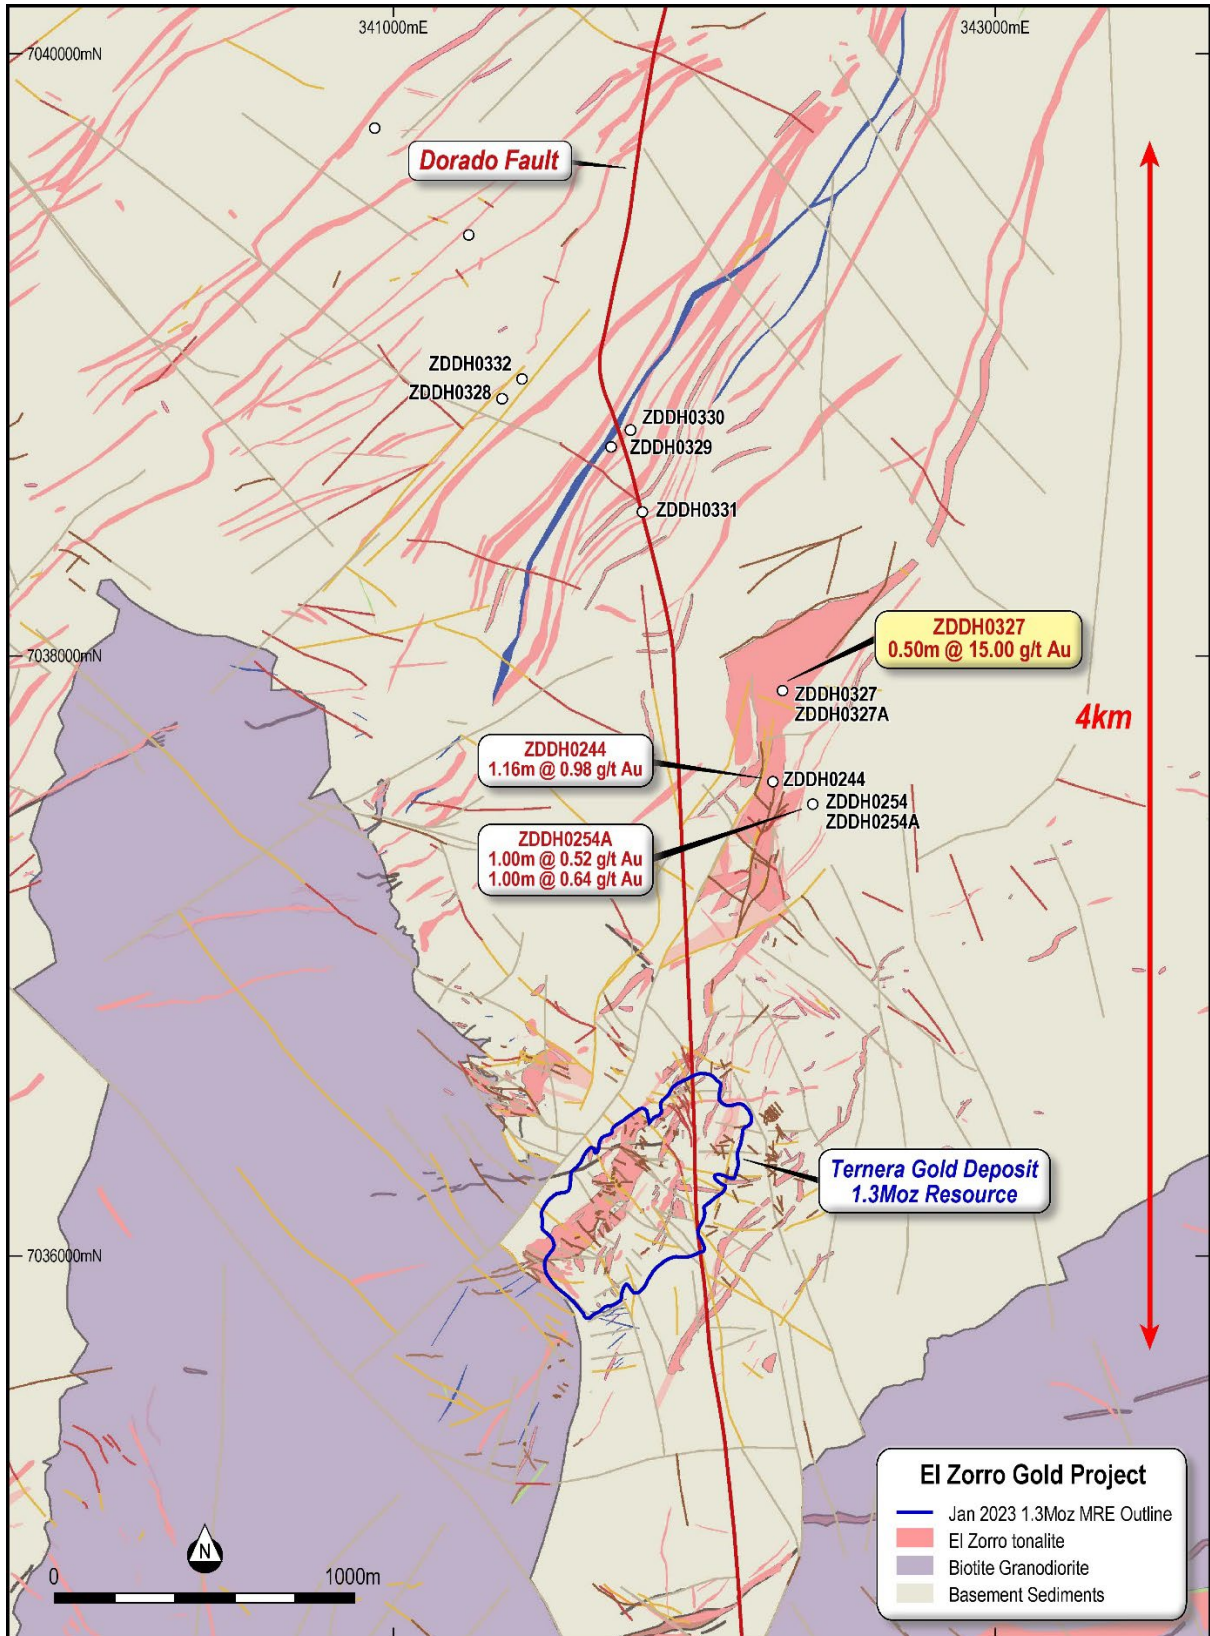 341000mE
343000mE
7040000mN
Dorado Fault
ZDDH0332
ZDDH0328
ZDDH0330
ZDDH0329
ZDDH0331
ZDDH0327
0.50m @ 15.00 g/t Au
7038000mN
ZDDH0327
ZDDH0327A
4km
ZDDH0244
1.16m @ 0.98 g/t Au
ZDDH0244
ZDDH0254
ZDDH0254A
ZDDH0254A
1.00m @ 0.52 g/t Au
1.00m @ 0.64 g/t Au
Ternera Gold Deposit
1.3Moz Resource
7036000mN
El Zorro Gold Project
Jan 2023 1.3Moz MRE Outline
El Zorro tonalite
Biotite Granodiorite
Basement Sediments
N
0
1000m